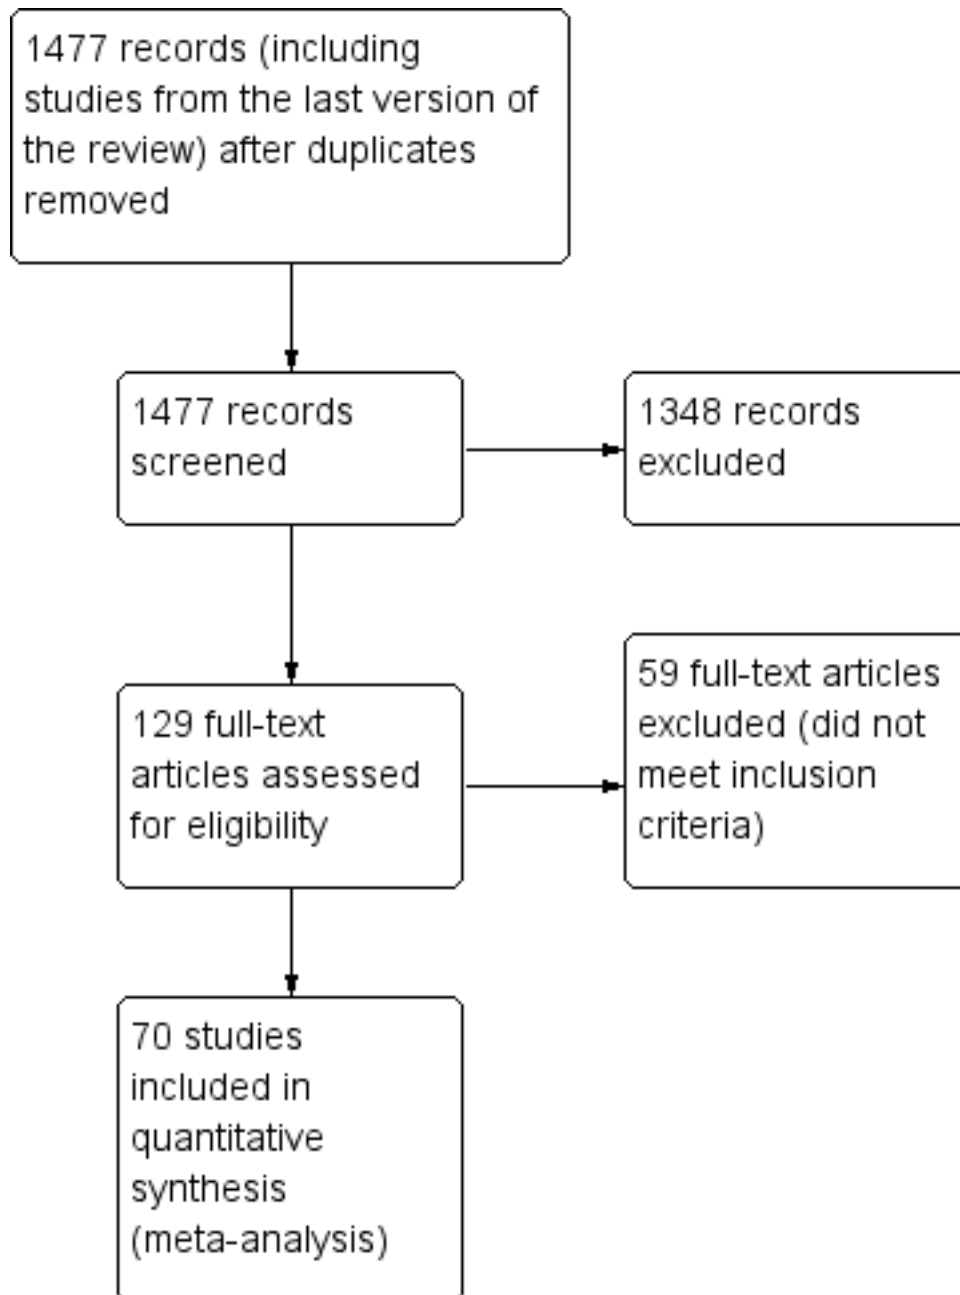 1477 records (including
studies from the last version of
the review) after duplicates
removed
1477 records
screened
1348 records
excluded
129 full-text
articles assessed
for eligibility
59 full-text articles
excluded (did not
meet inclusion
criteria)
70 studies
included in
quantitative
synthesis
(meta-analysis)